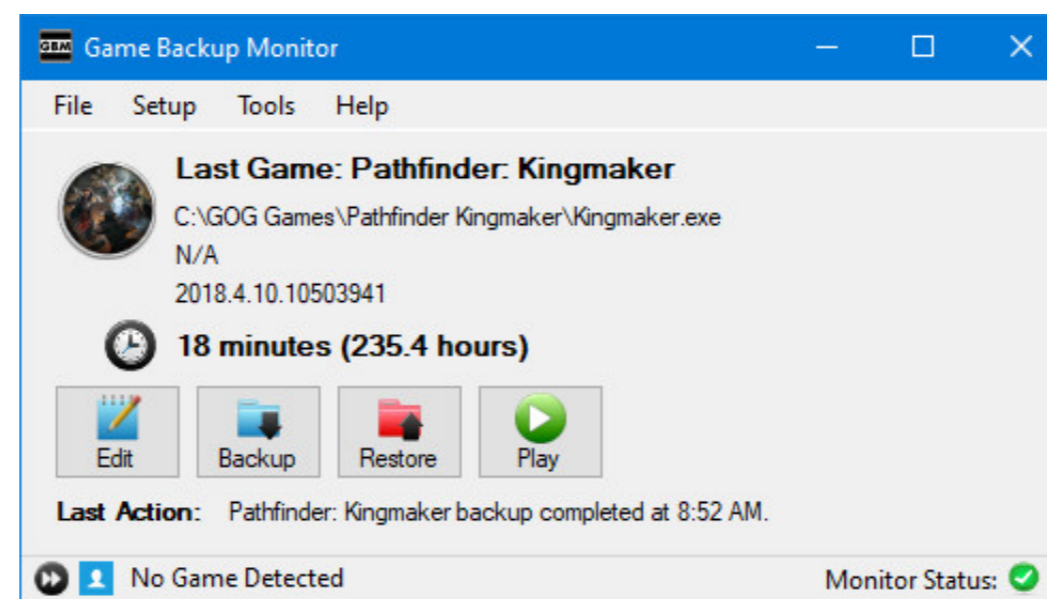 GBM Game Backup Monitor
File Setup Tools Help
Last Game: Pathfinder: Kingmaker
C:\GOG Games\Pathfinder Kingmaker\Kingmaker.exe
N/A
2018.4.10.10503941
18 minutes (235.4 hours)
Edit Backup Restore Play
Last Action: Pathfinder: Kingmaker backup completed at 8:52 AM.
No Game Detected Monitor Status: